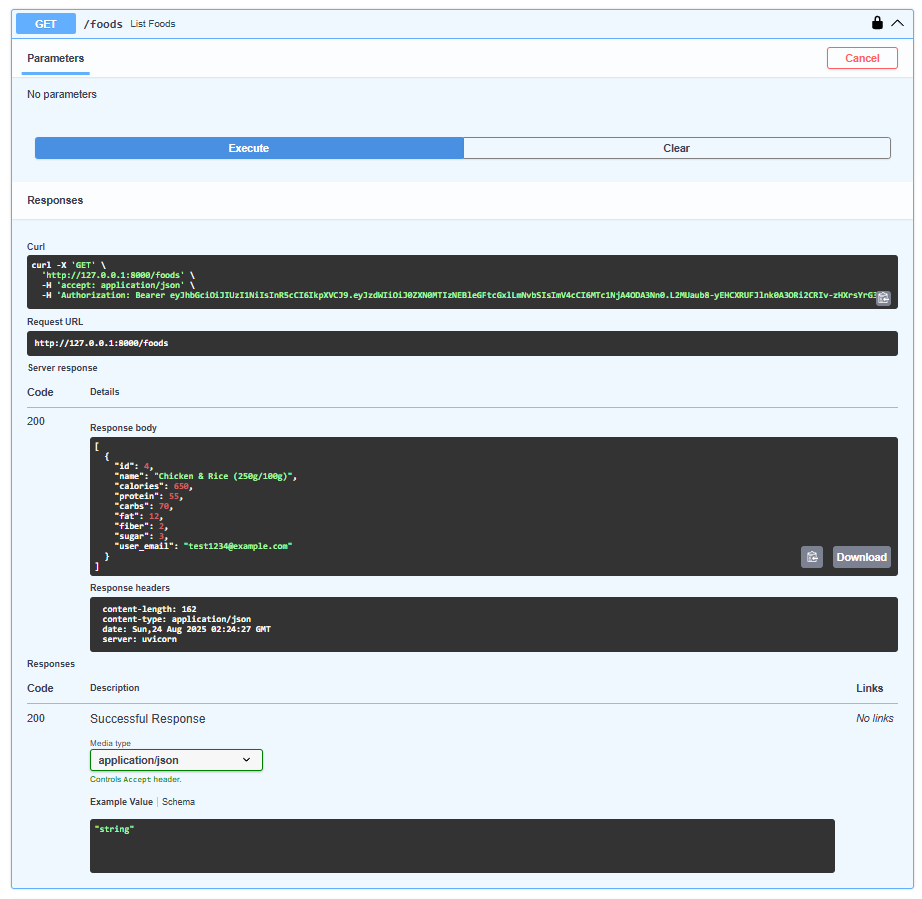 GET /foods List Foods
Parameters
Cancel
No parameters
Execute
Clear
Responses
Curl
curl -X 'GET' \
'http://127.0.0.1:8000/foods' \
-H 'accept: application/json' \
-H 'Authorization: Bearer
Request URL
http://127.0.0.1:8000/foods
Server response
Code Details
200
Response body
[
{
"id": 4,
"name": "Chicken & Rice (250g/100g)",
"calories": 650,
"protein": 55,
"carbs": 70,
"fat": 12,
"fiber": 2,
"sugar": 3,
"user_email": "test1234@example.com"
}
]
Download
Response headers
content-length: 162
content-type: application/json
date: Sun,24 Aug 2025 02:24:27 GMT
server: uvicorn
Responses
Code Description Links
200 Successful Response No links
Media type
application/json
Controls Accept header.
Example Value Schema
"string"